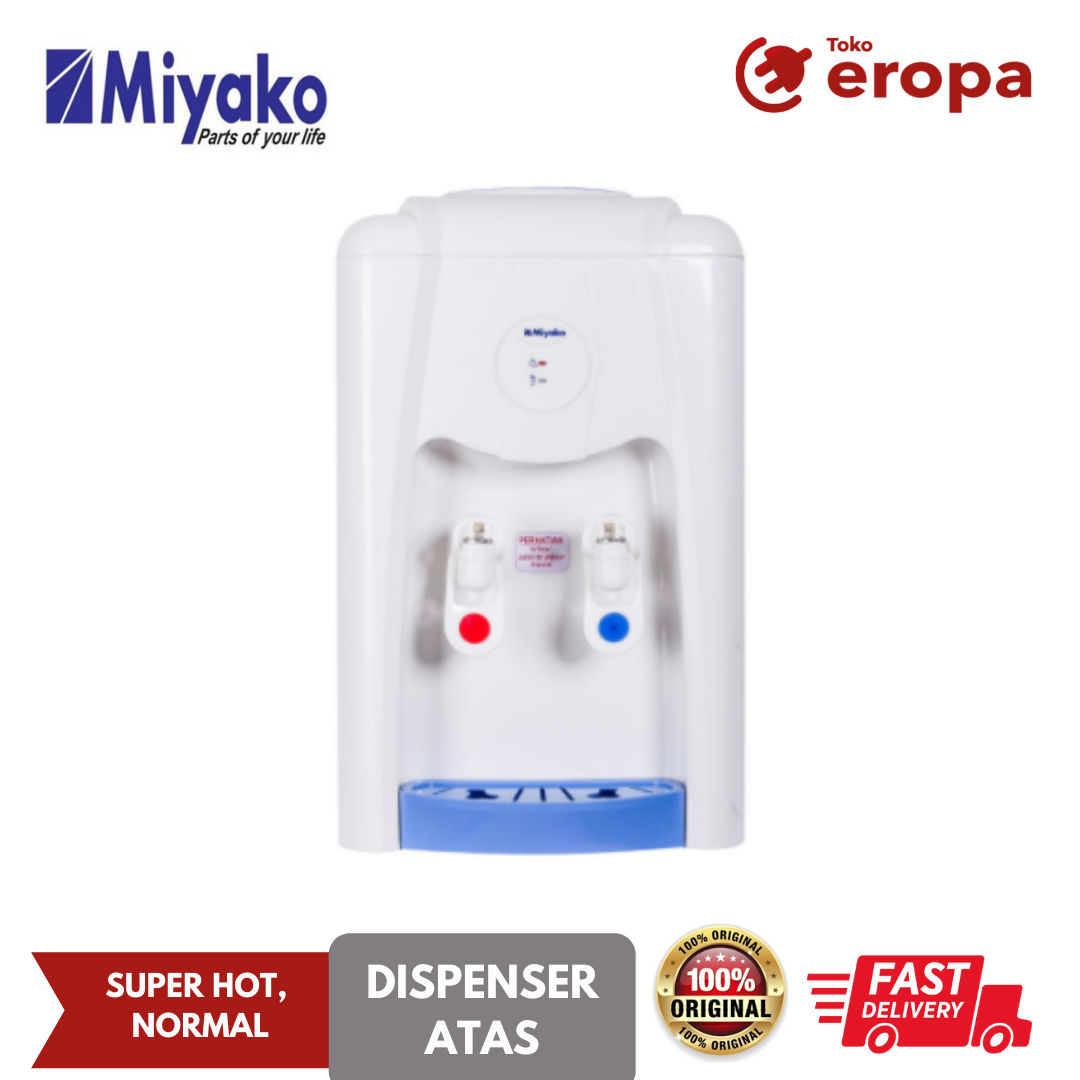 Miyako
Parts of your life
Toko
eropa
Miyako
PERHATIAN
SUPER HOT,
NORMAL
DISPENSER
ATAS
100% ORIGINAL
100%
ORIGINAL
100% ORIGINAL
FAST
DELIVERY